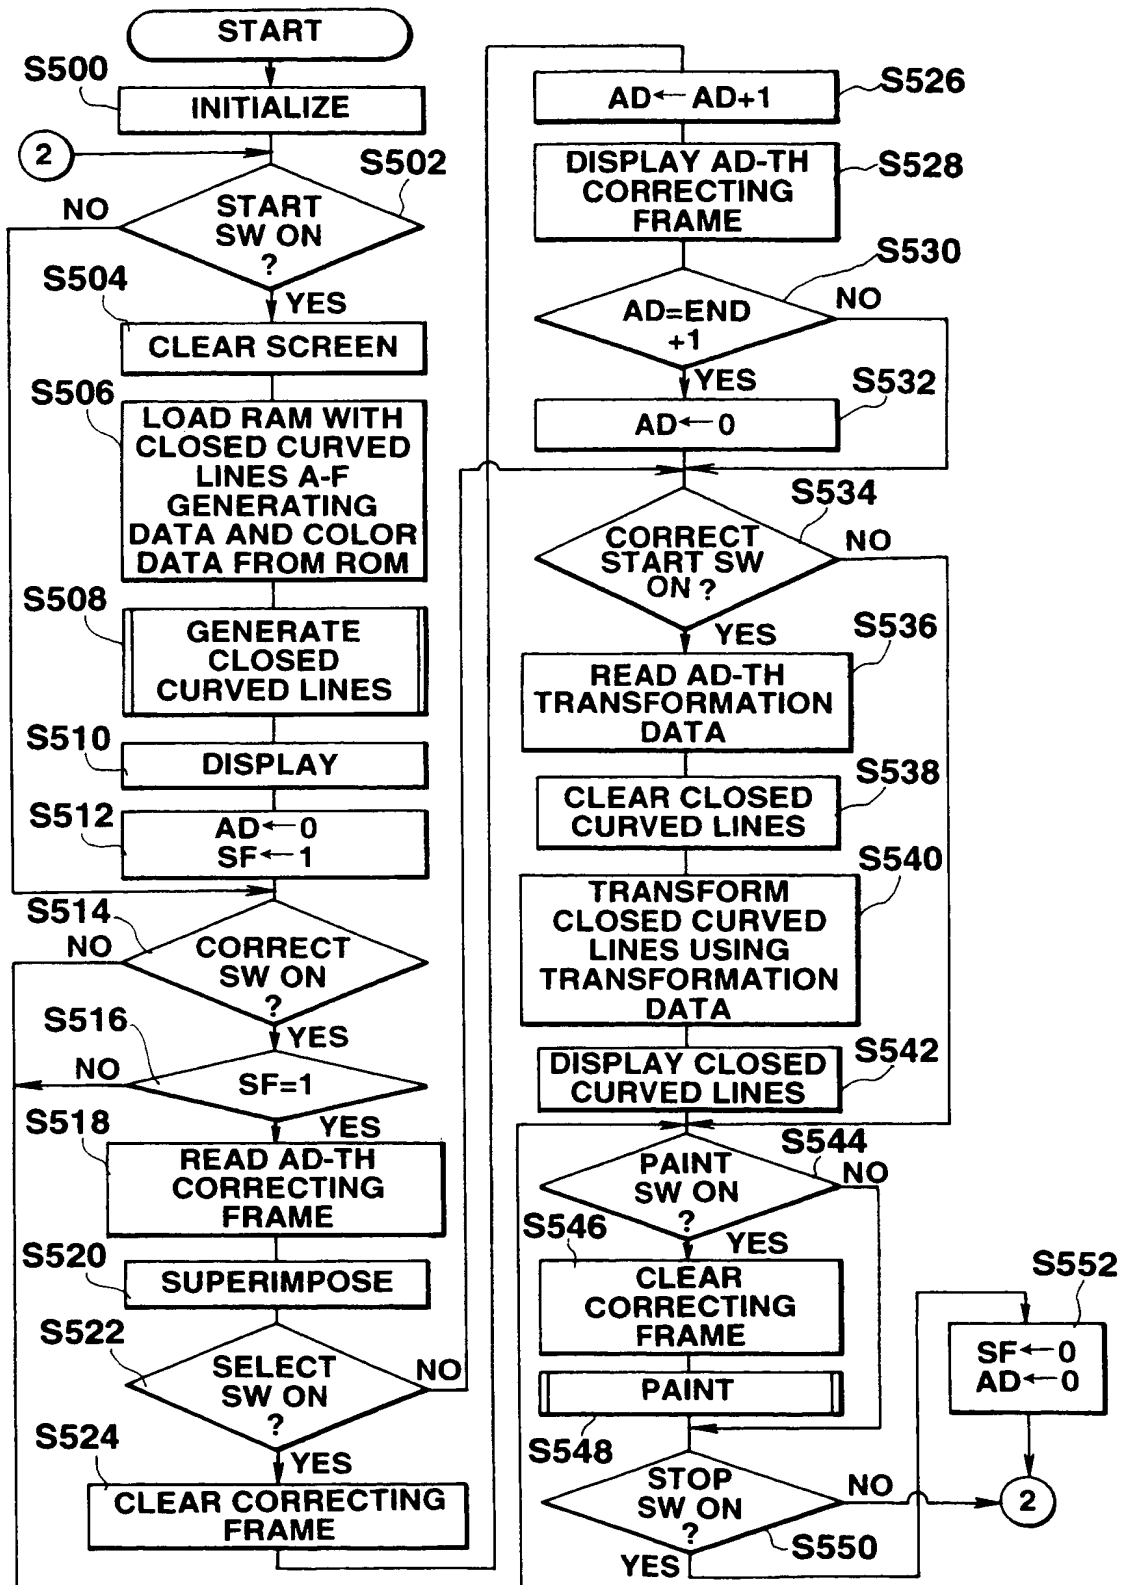 START
S500
INITIALIZE
2
S502
START
SW ON
?
NO
YES
S504
CLEAR SCREEN
S506
LOAD RAM WITH
CLOSED CURVED
LINES A-F
GENERATING
DATA AND COLOR
DATA FROM ROM
S508
GENERATE
CLOSED
CURVED LINES
S510
DISPLAY
S512
AD←0
SF←1
S514
CORRECT
SW ON
?
NO
YES
S516
SF=1
NO
YES
S518
READ AD-TH
CORRECTING
FRAME
S520
SUPERIMPOSE
S522
SELECT
SW ON
?
NO
YES
S524
CLEAR CORRECTING
FRAME
S526
AD←AD+1
S528
DISPLAY AD-TH
CORRECTING
FRAME
S530
AD=END
+1
NO
YES
S532
AD←0
S534
CORRECT
START SW
ON ?
NO
YES
S536
READ AD-TH
TRANSFORMATION
DATA
S538
CLEAR CLOSED
CURVED LINES
S540
TRANSFORM
CLOSED CURVED
LINES USING
TRANSFORMATION
DATA
S542
DISPLAY CLOSED
CURVED LINES
S544
PAINT
SW ON
?
NO
YES
S546
CLEAR
CORRECTING
FRAME
PAINT
S548
STOP
SW ON
?
NO
YES
S550
S552
SF←0
AD←0
2